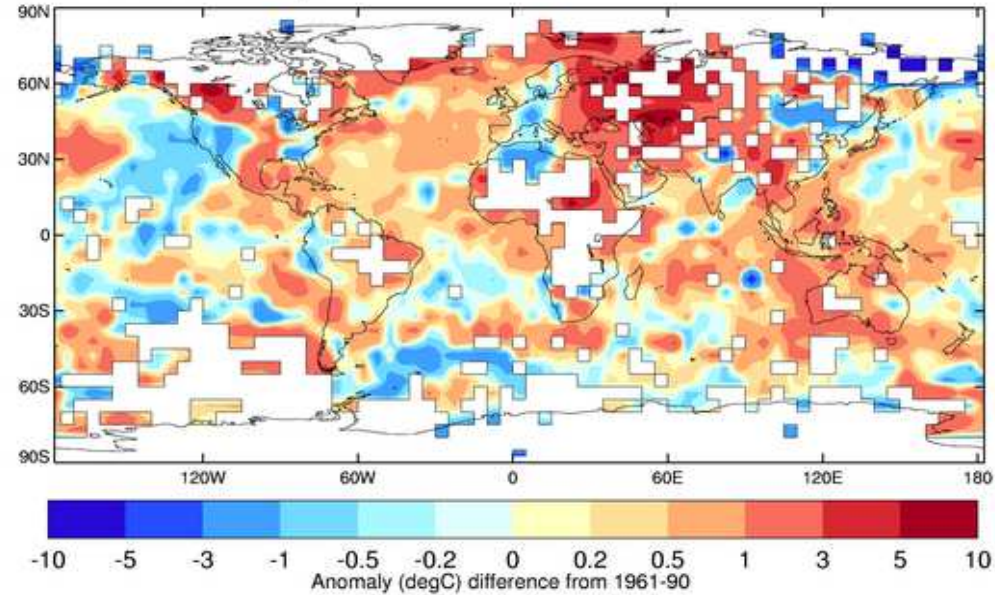 90N
60N
30N
0
30S
60S
90S
120W 60W 0 60E 120E 180
-10 -5 -3 -1 -0.5 -0.2 0 0.2 0.5 1 3 5 10
Anomaly (degC) difference from 1961-90